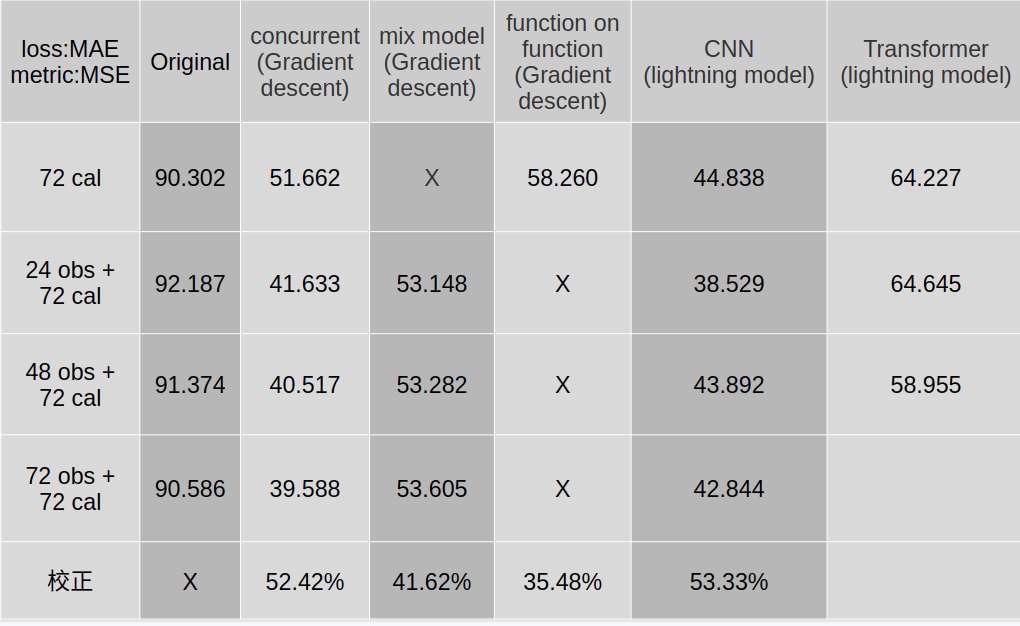 loss:MAE
metric:MSE
Original
concurrent
(Gradient
descent)
mix model
(Gradient
descent)
function on
function
(Gradient
descent)
CNN
(lightning model)
Transformer
(lightning model)
72 cal
90.302
51.662
X
58.260
44.838
64.227
24 obs +
72 cal
92.187
41.633
53.148
X
38.529
64.645
48 obs +
72 cal
91.374
40.517
53.282
X
43.892
58.955
72 obs +
72 cal
90.586
39.588
53.605
X
42.844
校正
X
52.42%
41.62%
35.48%
53.33%